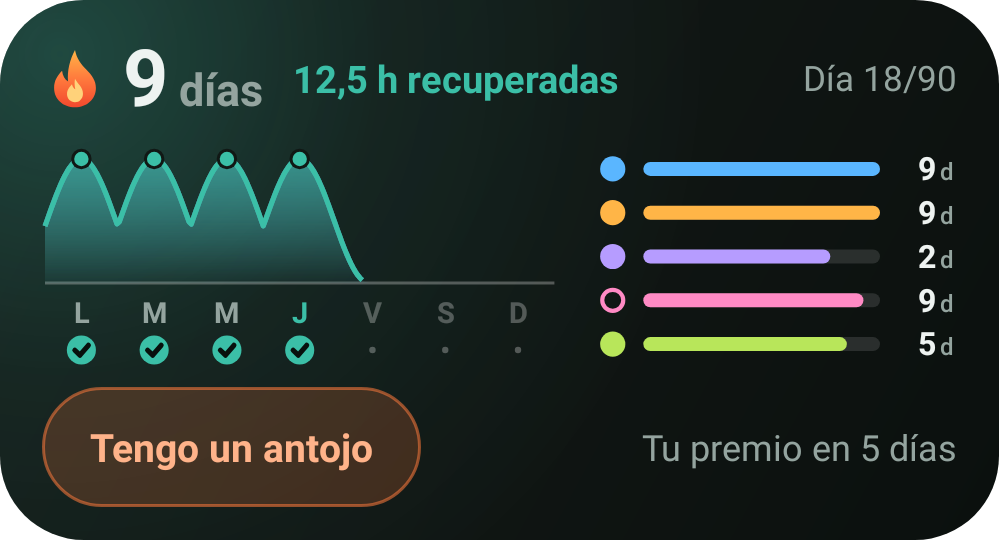 9 días 12,5 h recuperadas Día 18/90
9 d
9 d
2 d
9 d
5 d
L M M J V S D
Tengo un antojo
Tu premio en 5 días